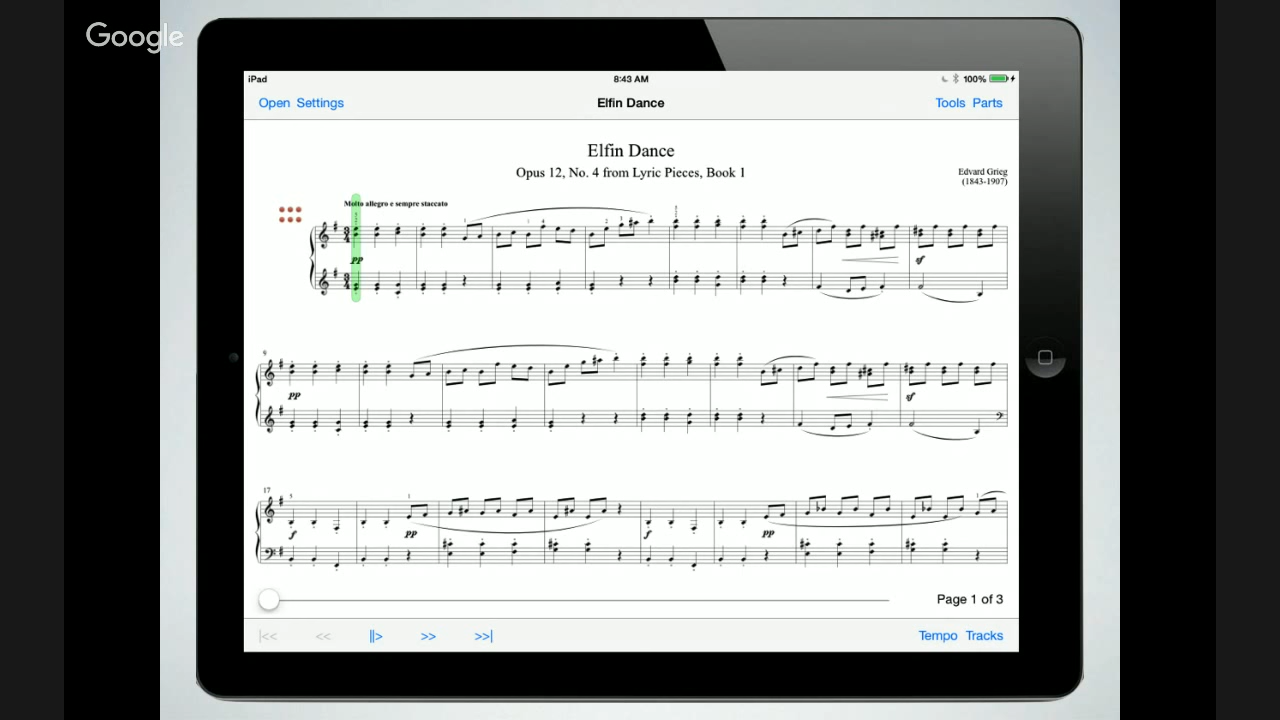 Google
iPad 8:43 AM 100%
Open Settings Elfin Dance Tools Parts
Elfin Dance
Opus 12, No. 4 from Lyric Pieces, Book 1
Edvard Grieg
(1843-1907)
Molto allegro e sempre staccato
pp sf
9
pp sf
17
f pp f pp
Page 1 of 3
|<< << ||> >> >>| Tempo Tracks